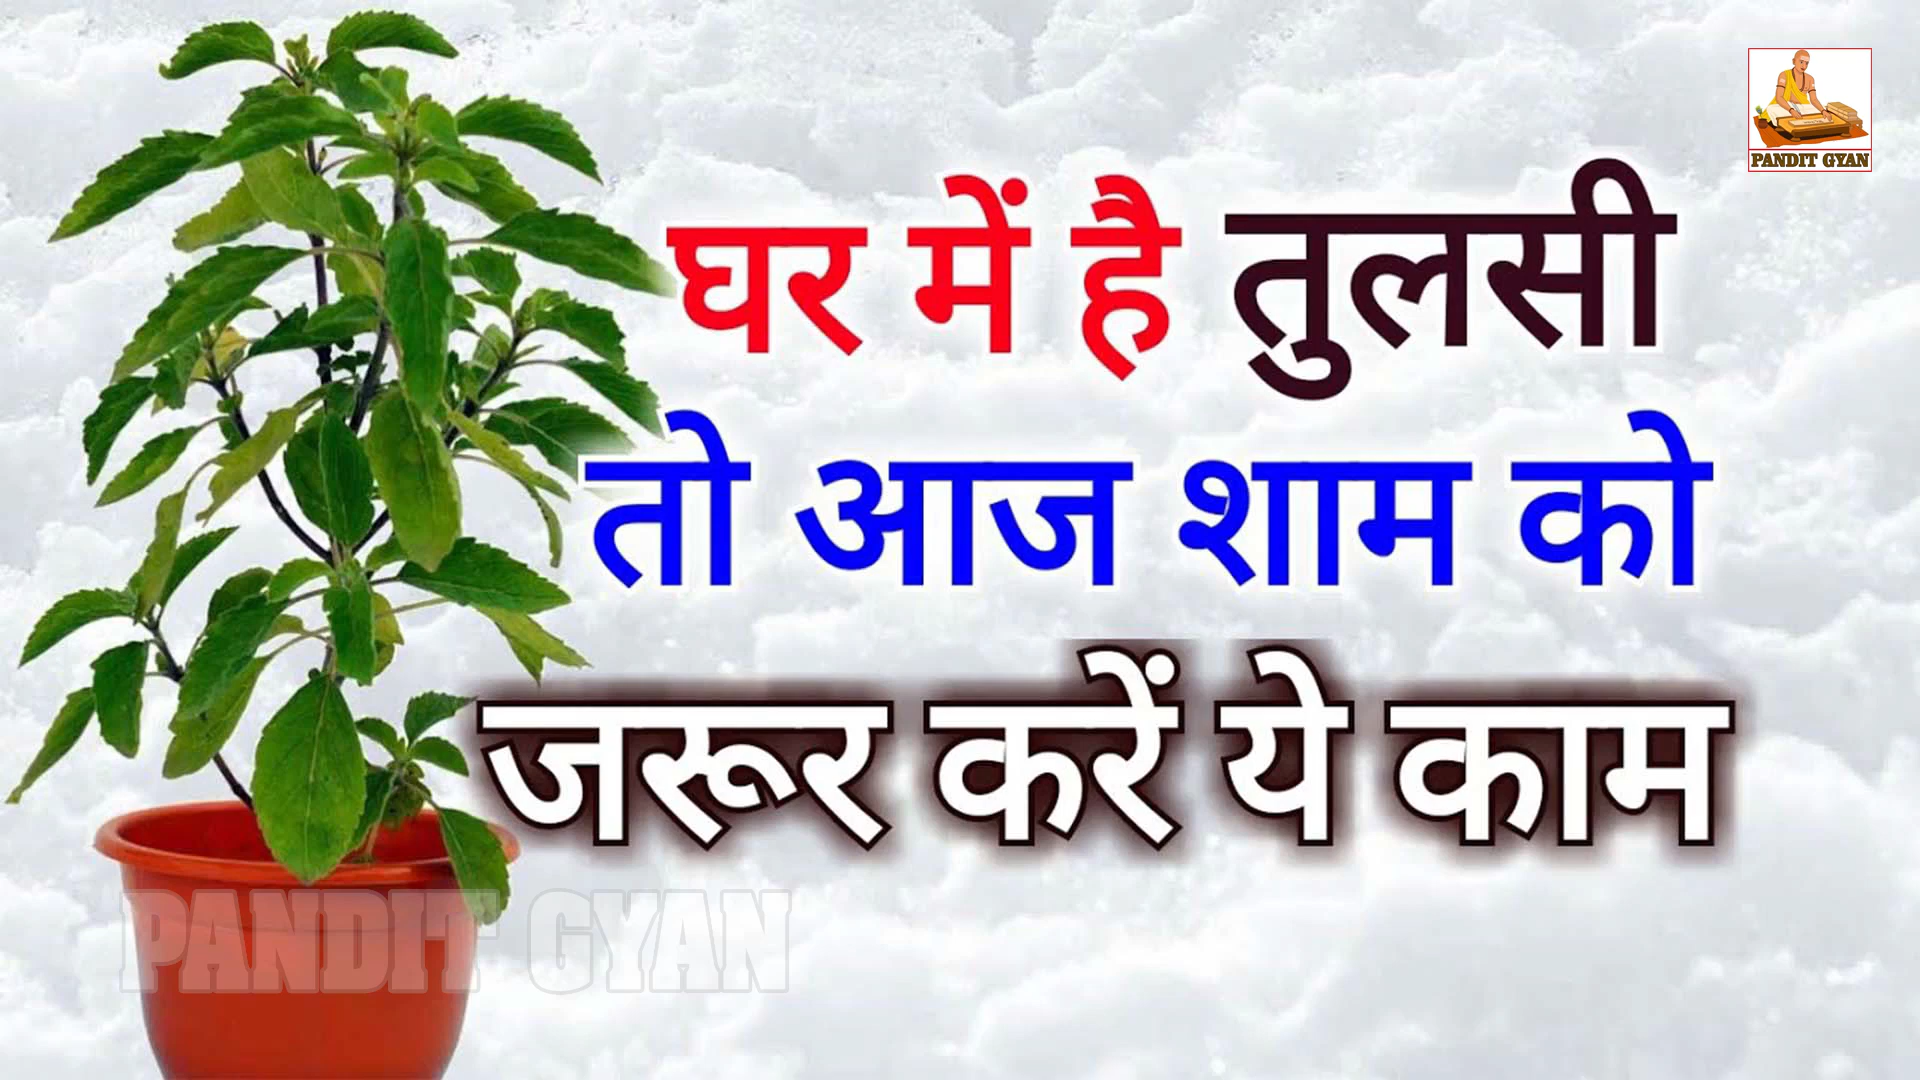 PANDIT GYAN
घर में है तुलसी
तो आज शाम को
जरूर करें ये काम
PANDIT GYAN